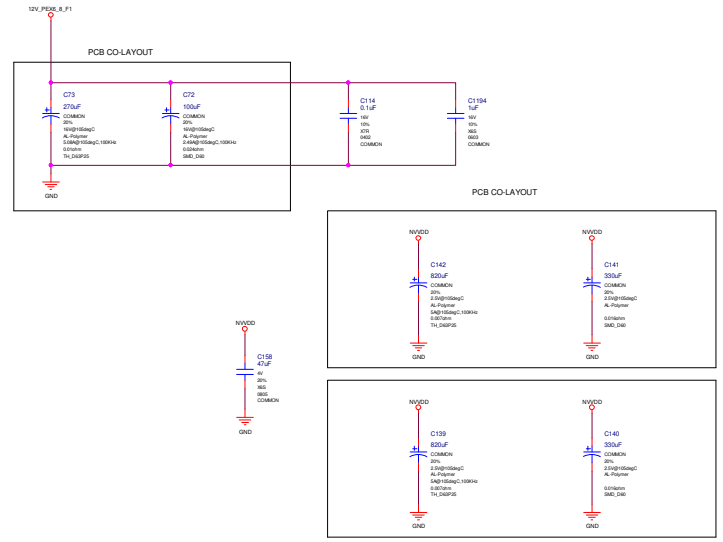 12V_PEX6_8_F1
PCB CO-LAYOUT
C73
270uF
COMMON
20%
16V@105degC
AL-Polymer
5.08A@105degC,100KHz
0.01ohm
TH_D63P25
C72
100uF
COMMON
20%
16V@105degC
AL-Polymer
2.49A@105degC,100KHz
0.024ohm
SMD_D60
C114
0.1uF
16V
10%
X7R
0402
COMMON
C1194
1uF
16V
10%
X6S
0603
COMMON
GND
PCB CO-LAYOUT
NVVDD
C142
820uF
COMMON
20%
2.5V@105degC
AL-Polymer
5A@105degC,100KHz
0.007ohm
TH_D63P25
GND
NVVDD
C141
330uF
COMMON
20%
2.5V@105degC
AL-Polymer
0.016ohm
SMD_D60
GND
NVVDD
C158
47uF
4V
20%
X6S
0805
COMMON
GND
NVVDD
C139
820uF
COMMON
20%
2.5V@105degC
AL-Polymer
5A@105degC,100KHz
0.007ohm
TH_D63P25
GND
NVVDD
C140
330uF
COMMON
20%
2.5V@105degC
AL-Polymer
0.016ohm
SMD_D60
GND